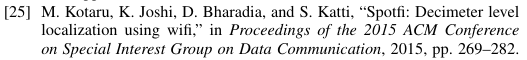 [25] M. Kotaru, K. Joshi, D. Bharadia, and S. Katti, “Spotfi: Decimeter level
localization using wifi,” in Proceedings of the 2015 ACM Conference
on Special Interest Group on Data Communication, 2015, pp. 269–282.